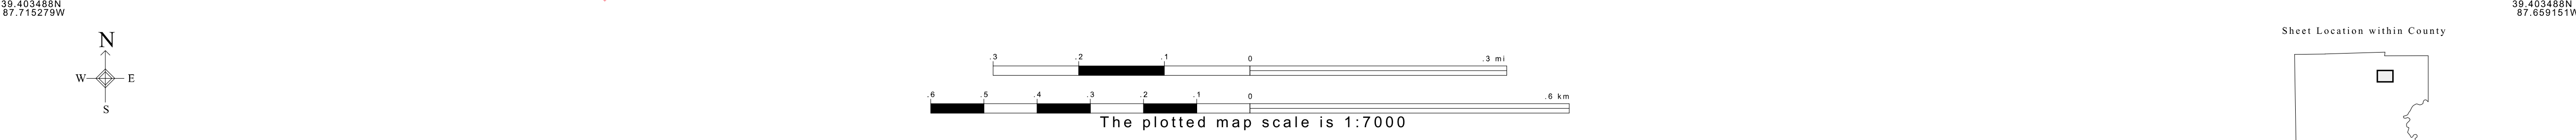 39.403488N
87.715279W
39.403488N
87.659151W
N
W E
S
.3 .2 .1 0 .3 mi
.6 .5 .4 .3 .2 .1 0 .6 km
The plotted map scale is 1:7000
Sheet Location within County